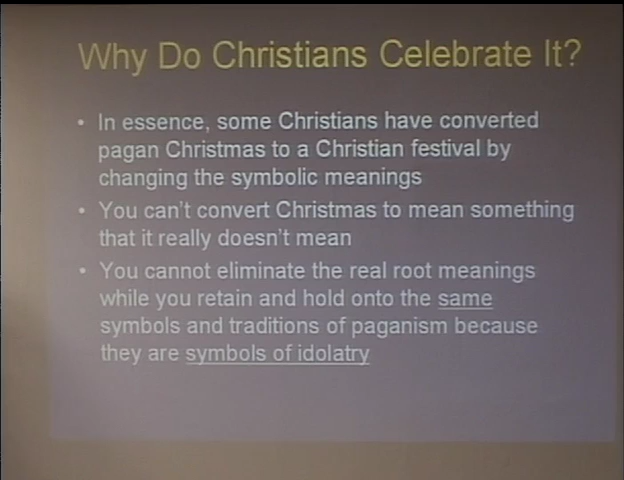 Why Do Christians Celebrate It?
• In essence, some Christians have converted
pagan Christmas to a Christian festival by
changing the symbolic meanings
• You can't convert Christmas to mean something
that it really doesn't mean
• You cannot eliminate the real root meanings
while you retain and hold onto the same
symbols and traditions of paganism because
they are symbols of idolatry